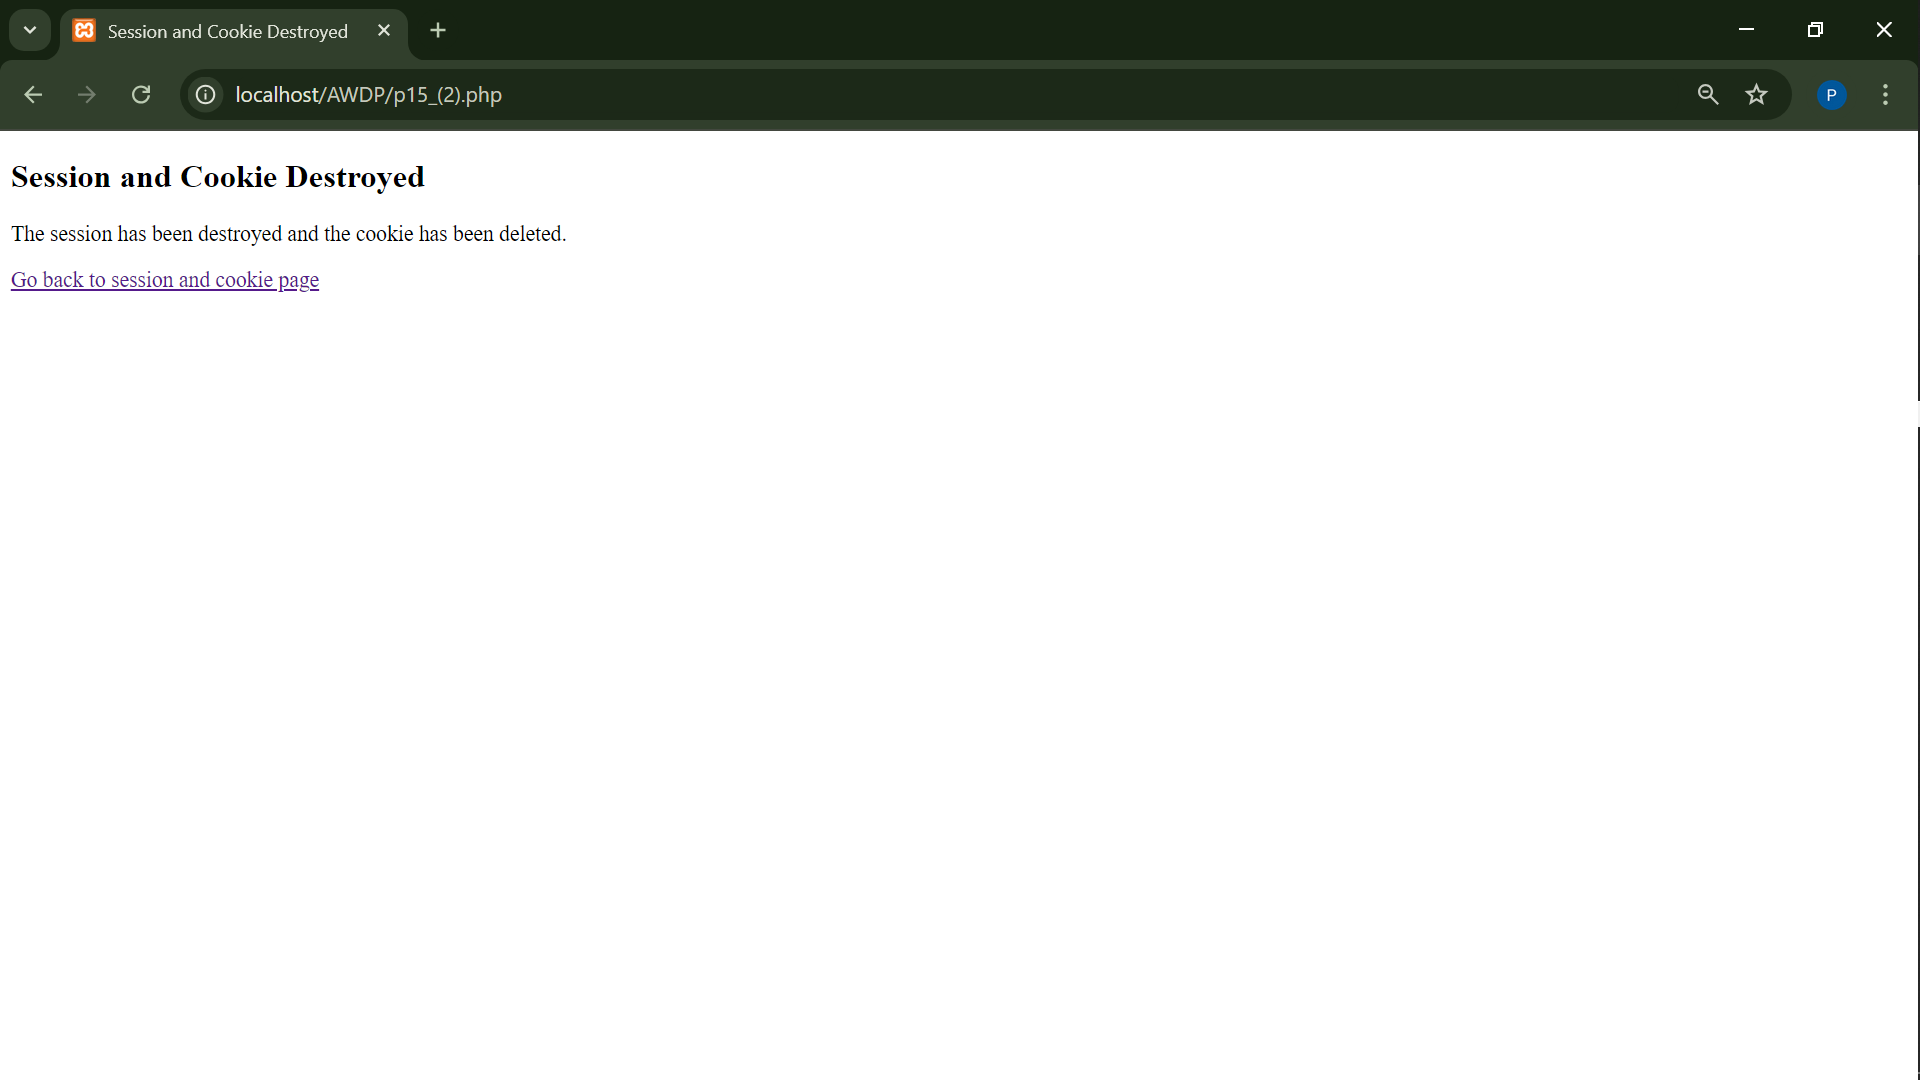 Session and Cookie Destroyed
localhost/AWDP/p15_(2).php
P
Session and Cookie Destroyed
The session has been destroyed and the cookie has been deleted.
Go back to session and cookie page